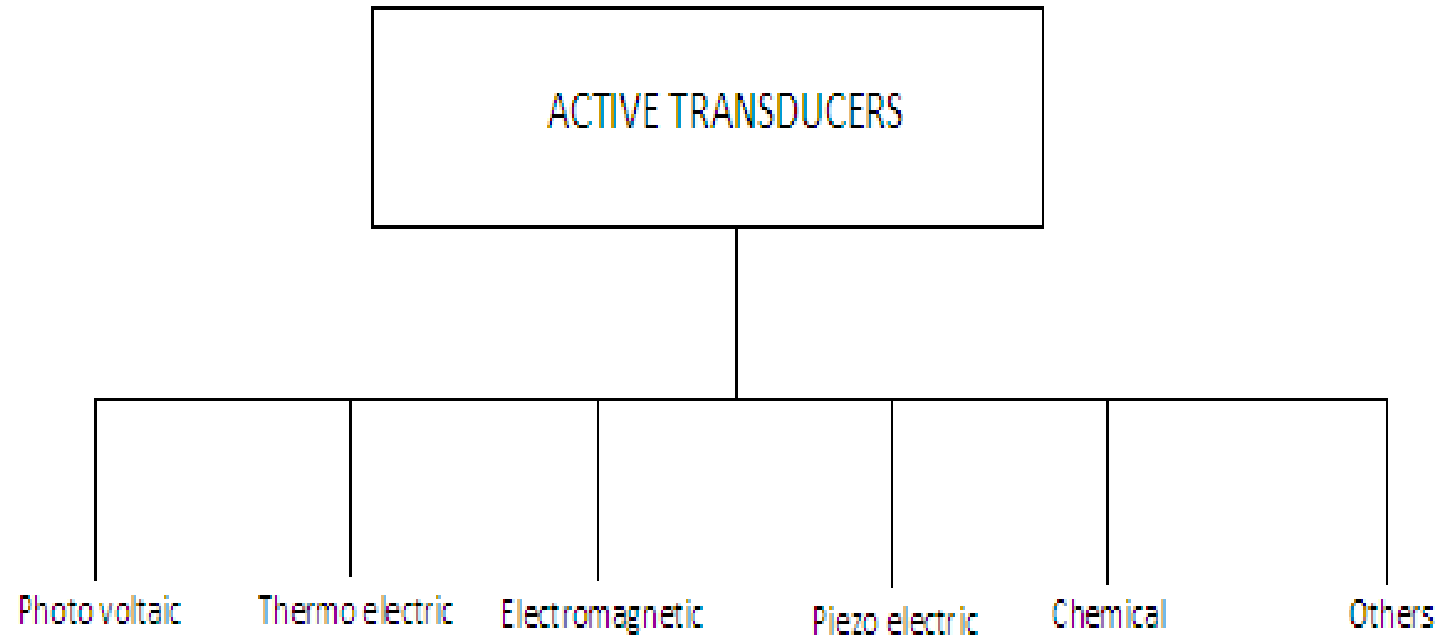 ACTIVE TRANSDUCERS
Photo voltaic
Thermo electric
Electromagnetic
Piezo electric
Chemical
Others